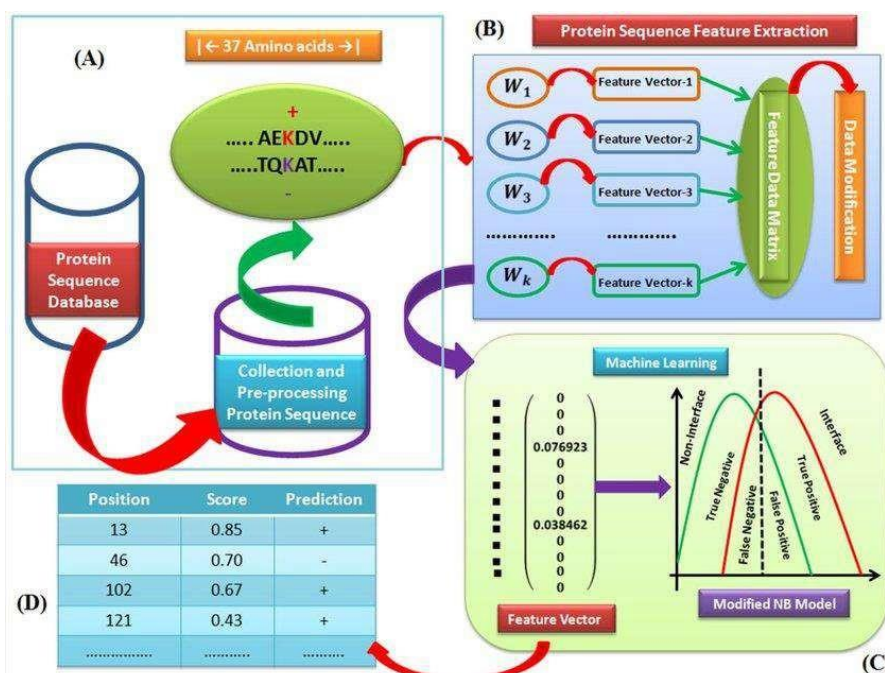 (A)
|← 37 Amino acids →|
+
..... AEKDV.....
.....TQKAT.....
-
Protein
Sequence
Database
Collection and
Pre-processing
Protein Sequence
(B)
Protein Sequence Feature Extraction
W1
Feature Vector-1
W2
Feature Vector-2
W3
Feature Vector-3
............. .............
Wk
Feature Vector-k
Feature Data Matrix
Data Modification
Machine Learning
0
0
0
0.076923
0
0
0
0
0.038462
0
0
0
0
Feature Vector
Non-Interface
True Negative
False Negative
False Positive
True Positive
Interface
Modified NB Model
(C
(D)
Position Score Prediction
13 0.85 +
46 0.70 -
102 0.67 +
121 0.43 +
............... ........... .........